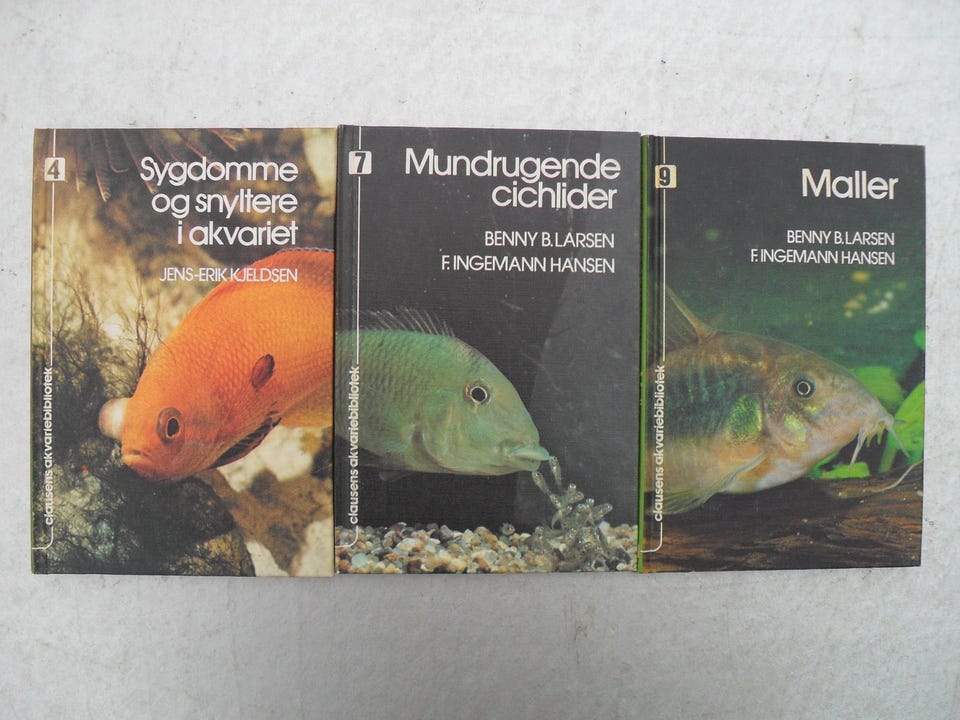 4
Sygdomme
og snyltere
i akvariet
JENS-ERIK KJELDSEN
clausens akvariebibliotek
7
Mundrugende
cichlider
BENNY B. LARSEN
F. INGEMANN HANSEN
clausens akvariebibliotek
9
Maller
BENNY B. LARSEN
F. INGEMANN HANSEN
clausens akvariebibliotek